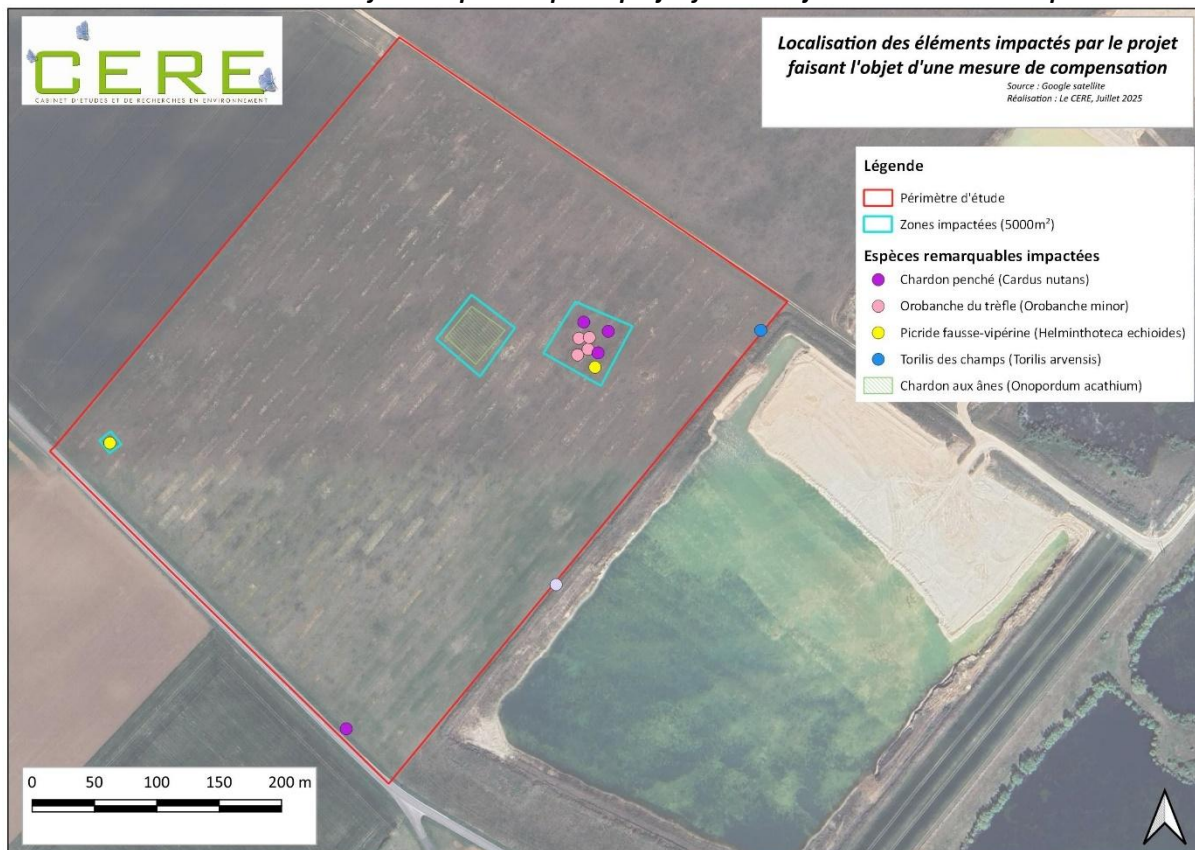 CERE
CABINET D'ETUDES ET DE RECHERCHES EN ENVIRONNEMENT
Localisation des éléments impactés par le projet
faisant l'objet d'une mesure de compensation
Source : Google satellite
Réalisation : Le CERE, Juillet 2025
Légende
Périmètre d'étude
Zones impactées (5000m²)
Espèces remarquables impactées
Chardon penché (Cardus nutans)
Orobanche du trèfle (Orobanche minor)
Picride fausse-vipérine (Helminthoteca echioides)
Torilis des champs (Torilis arvensis)
Chardon aux ânes (Onopordum acathium)
0 50 100 150 200 m